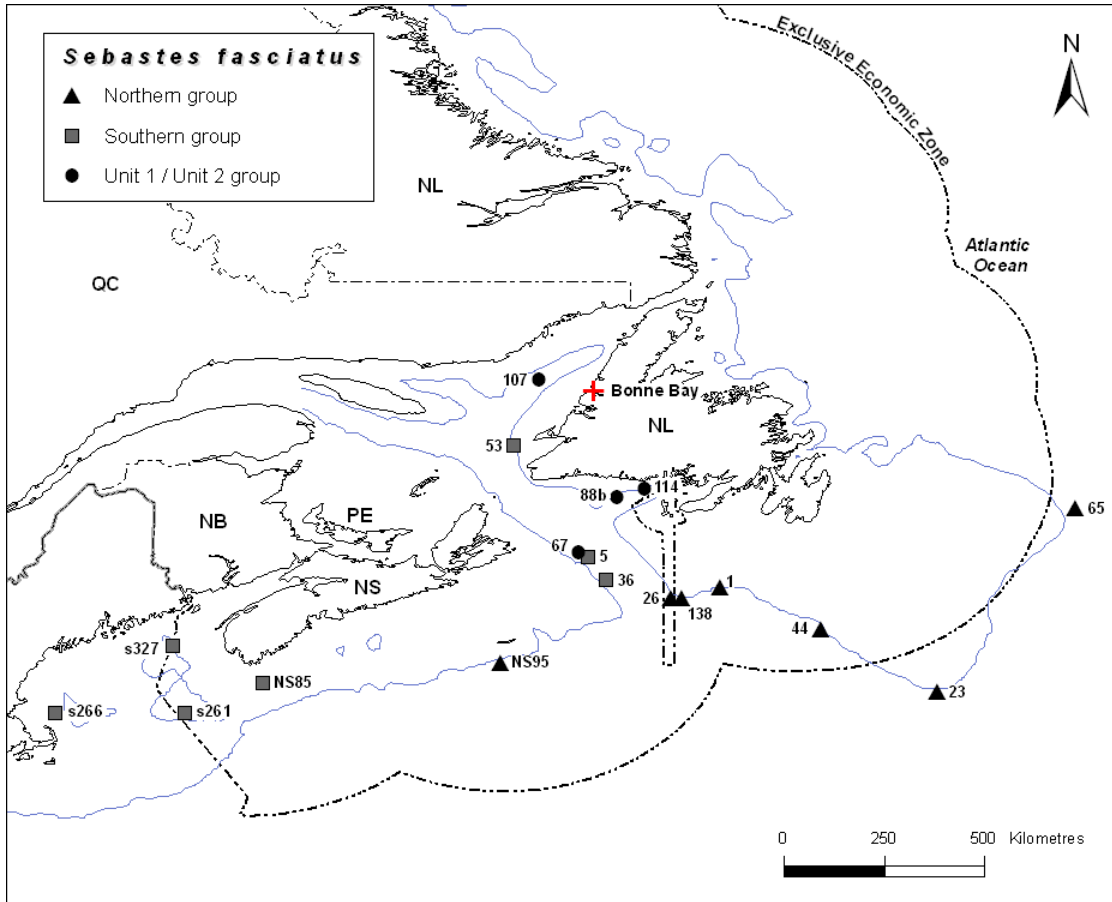 Sebastes fasciatus
Northern group
Southern group
Unit 1 / Unit 2 group
Exclusive Economic Zone
N
NL
Atlantic
Ocean
QC
107
Bonne Bay
NL
53
114
88b
65
NB
PE
67
5
36
NS
1
26
138
44
s327
NS95
NS85
23
s266
s261
0 250 500 Kilometres